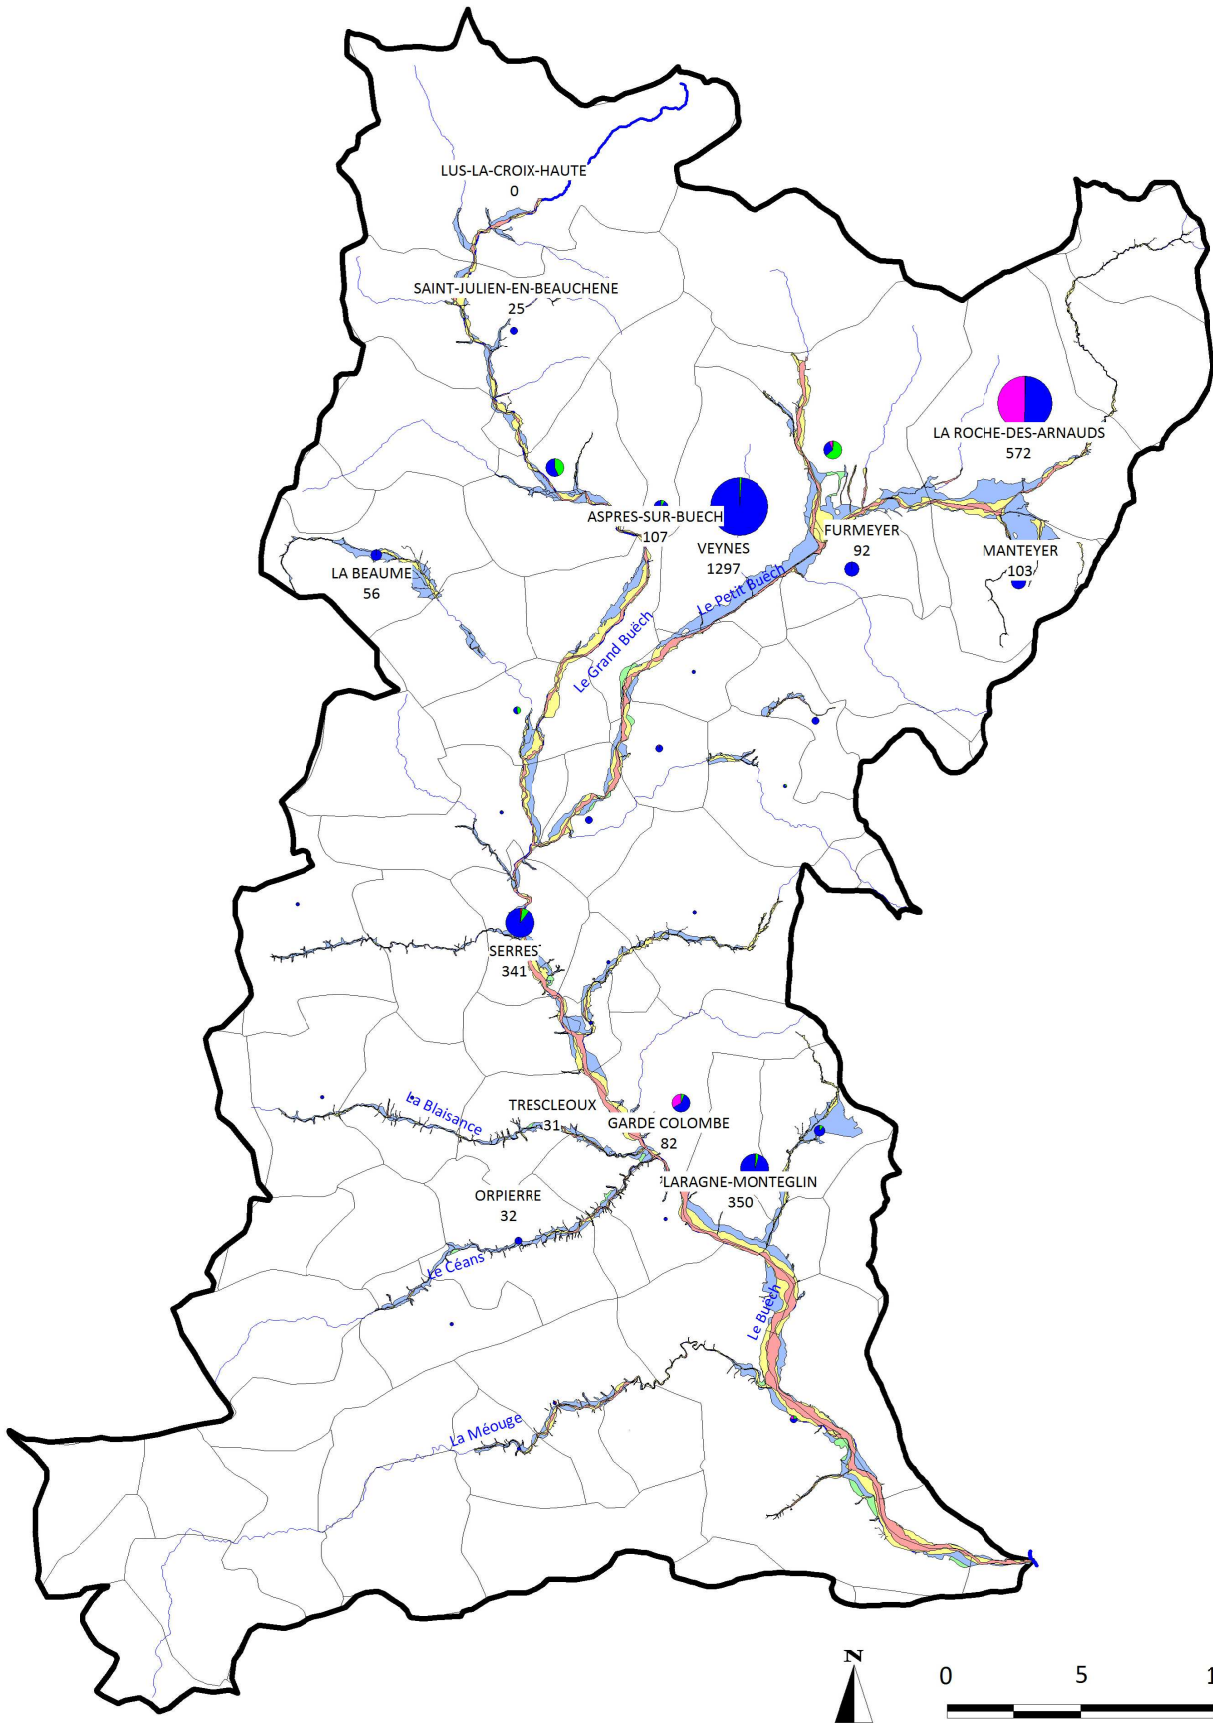 LUS-LA-CROIX-HAUTE
0
SAINT-JULIEN-EN-BEAUCHENE
25
LA ROCHE-DES-ARNAUDS
572
ASPRES-SUR-BUECH
107
VEYNES
1297
FURMEYER
92
MANTEYER
103
LA BEAUME
56
Le Petit Buëch
Le Grand Buëch
SERRES
341
La Blaisance
TRESCLEOUX
31
GARDE COLOMBE
82
LARAGNE-MONTEGLIN
350
ORPIERRE
32
Le Céans
Le Buëch
La Méouge
N
0 5 1